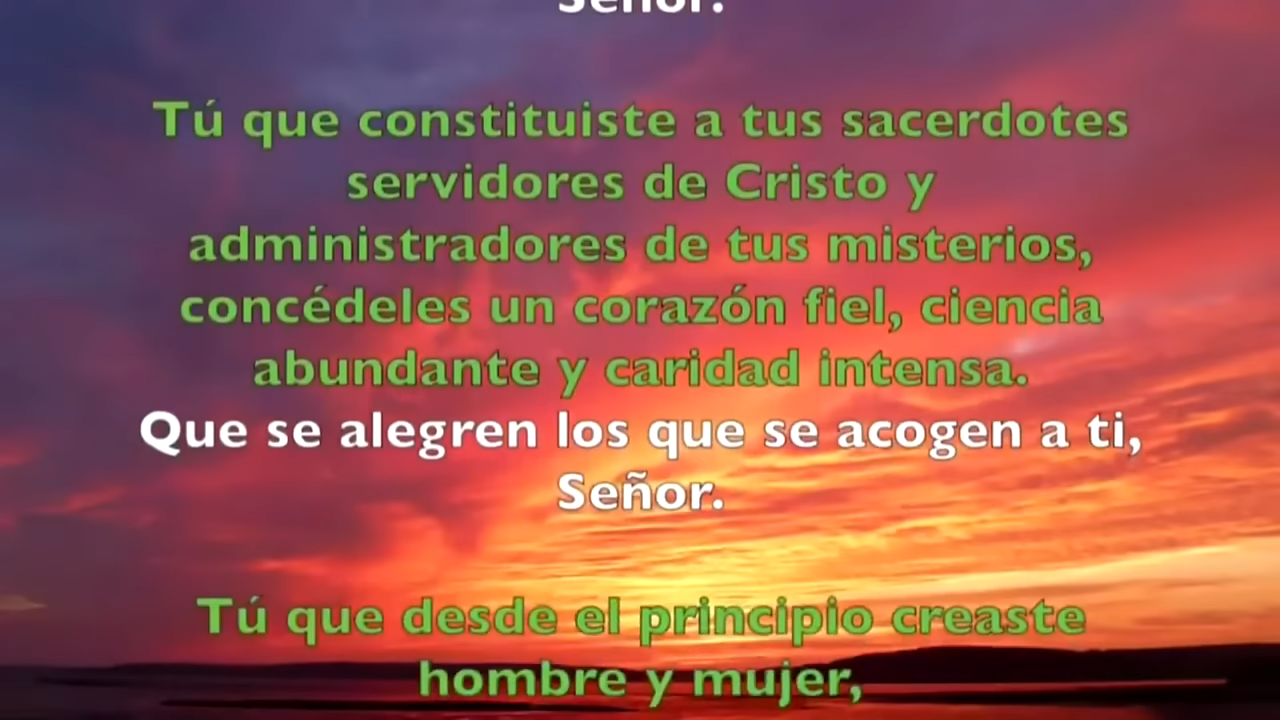 Señor.
Tú que constituiste a tus sacerdotes
servidores de Cristo y
administradores de tus misterios,
concédeles un corazón fiel, ciencia
abundante y caridad intensa.
Que se alegren los que se acogen a ti,
Señor.
Tú que desde el principio creaste
hombre y mujer,